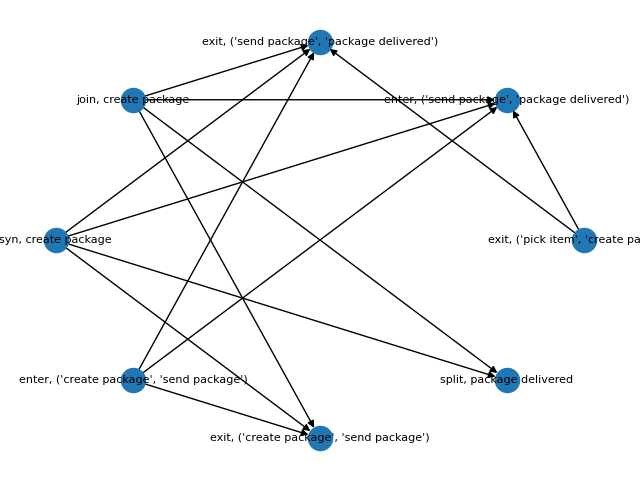 exit, ('send package', 'package delivered')
join, create package
enter, ('send package', 'package delivered')
syn, create package
exit, ('pick item', 'create pa
enter, ('create package', 'send package')
split, package delivered
exit, ('create package', 'send package')